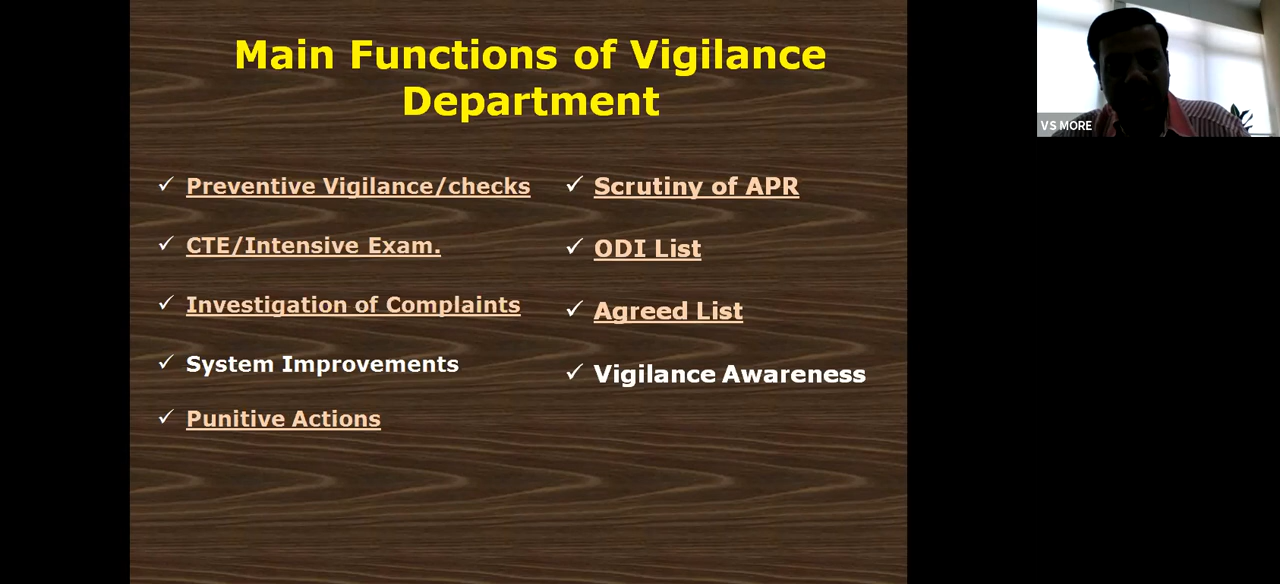 Main Functions of Vigilance
Department
Preventive Vigilance/checks
CTE/Intensive Exam.
Investigation of Complaints
System Improvements
Punitive Actions
Scrutiny of APR
ODI List
Agreed List
Vigilance Awareness
VS MORE